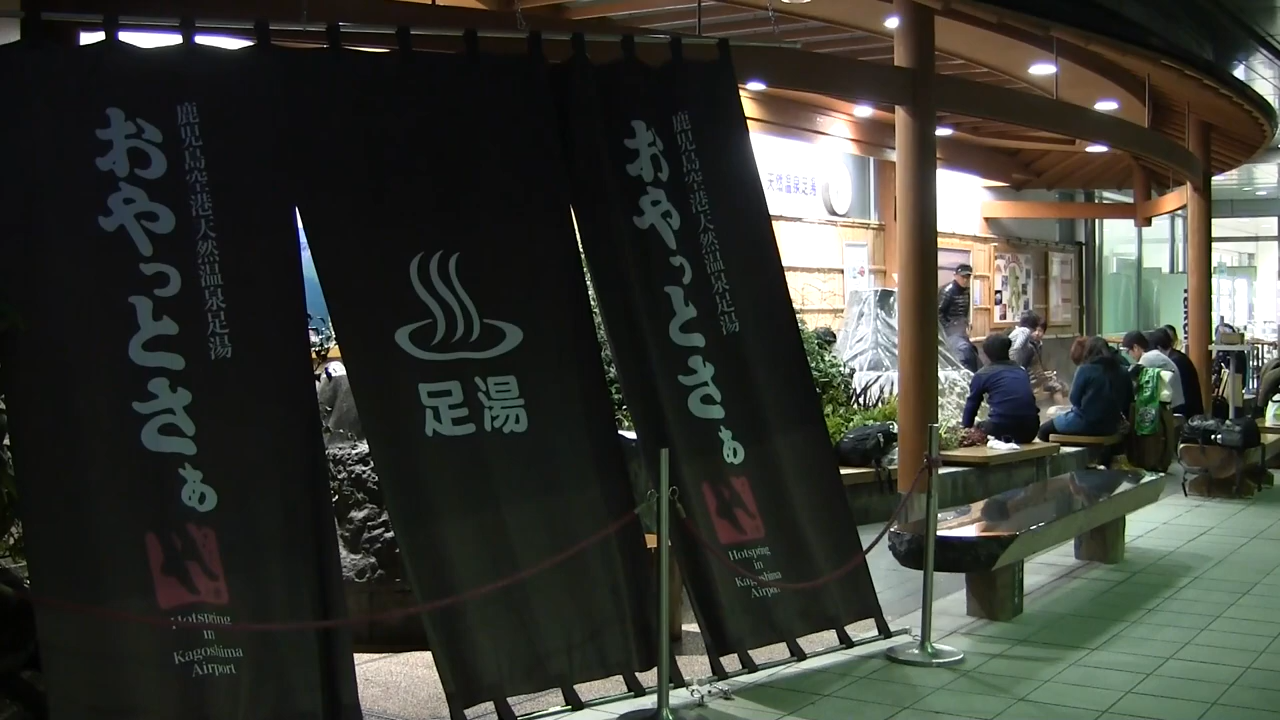 鹿児島空港天然温泉足湯
おやっとさぁ
Hotspring
in
Kagoshima
Airport
足湯
鹿児島空港天然温泉足湯
おやっとさぁ
Hotspring
in
Kagoshima
Airport
天然温泉足湯